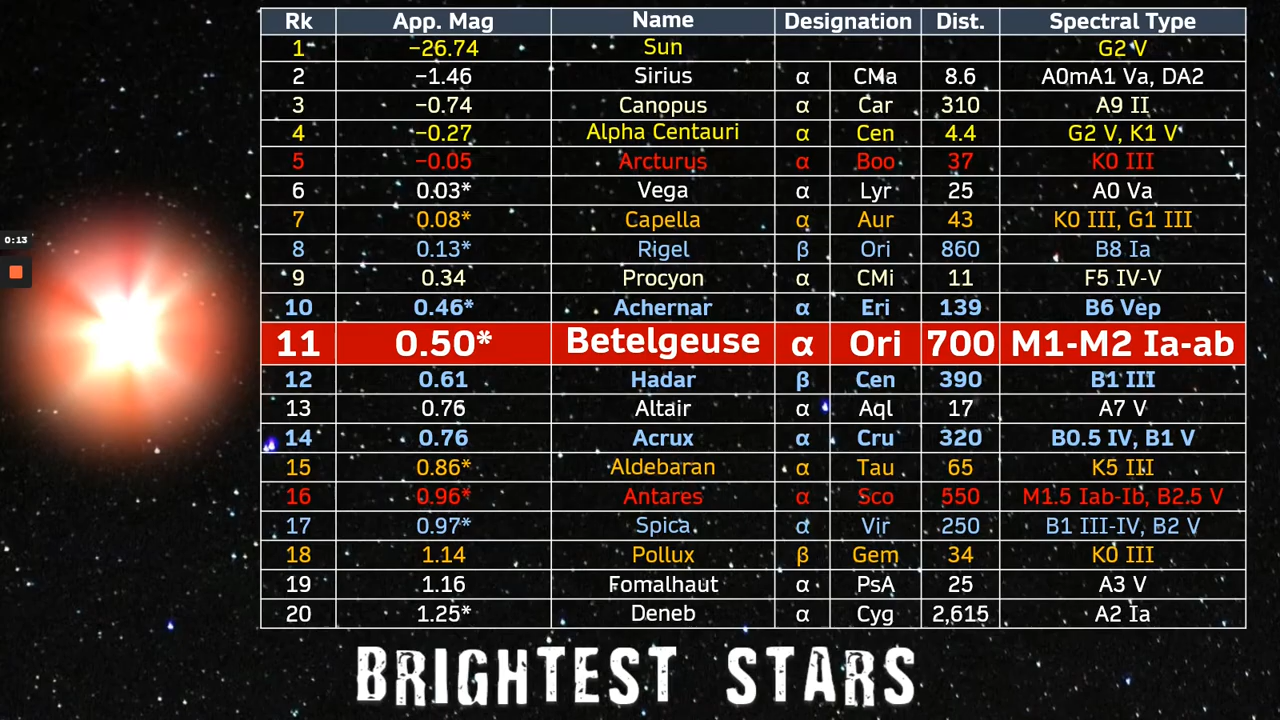 Rk App. Mag Name Designation Dist. Spectral Type
1 −26.74 Sun G2 V
2 −1.46 Sirius α CMa 8.6 A0mA1 Va, DA2
3 −0.74 Canopus α Car 310 A9 II
4 −0.27 Alpha Centauri α Cen 4.4 G2 V, K1 V
5 −0.05 Arcturus α Boo 37 K0 III
6 0.03* Vega α Lyr 25 A0 Va
7 0.08* Capella α Aur 43 K0 III, G1 III
0:13
8 0.13* Rigel β Ori 860 B8 Ia
9 0.34 Procyon α CMi 11 F5 IV-V
10 0.46* Achernar α Eri 139 B6 Vep
11 0.50* Betelgeuse α Ori 700 M1-M2 Ia-ab
12 0.61 Hadar β Cen 390 B1 III
13 0.76 Altair α Aql 17 A7 V
14 0.76 Acrux α Cru 320 B0.5 IV, B1 V
15 0.86* Aldebaran α Tau 65 K5 III
16 0.96* Antares α Sco 550 M1.5 Iab-Ib, B2.5 V
17 0.97* Spica α Vir 250 B1 III-IV, B2 V
18 1.14 Pollux β Gem 34 K0 III
19 1.16 Fomalhaut α PsA 25 A3 V
20 1.25* Deneb α Cyg 2,615 A2 Ia
BRIGHTEST STARS